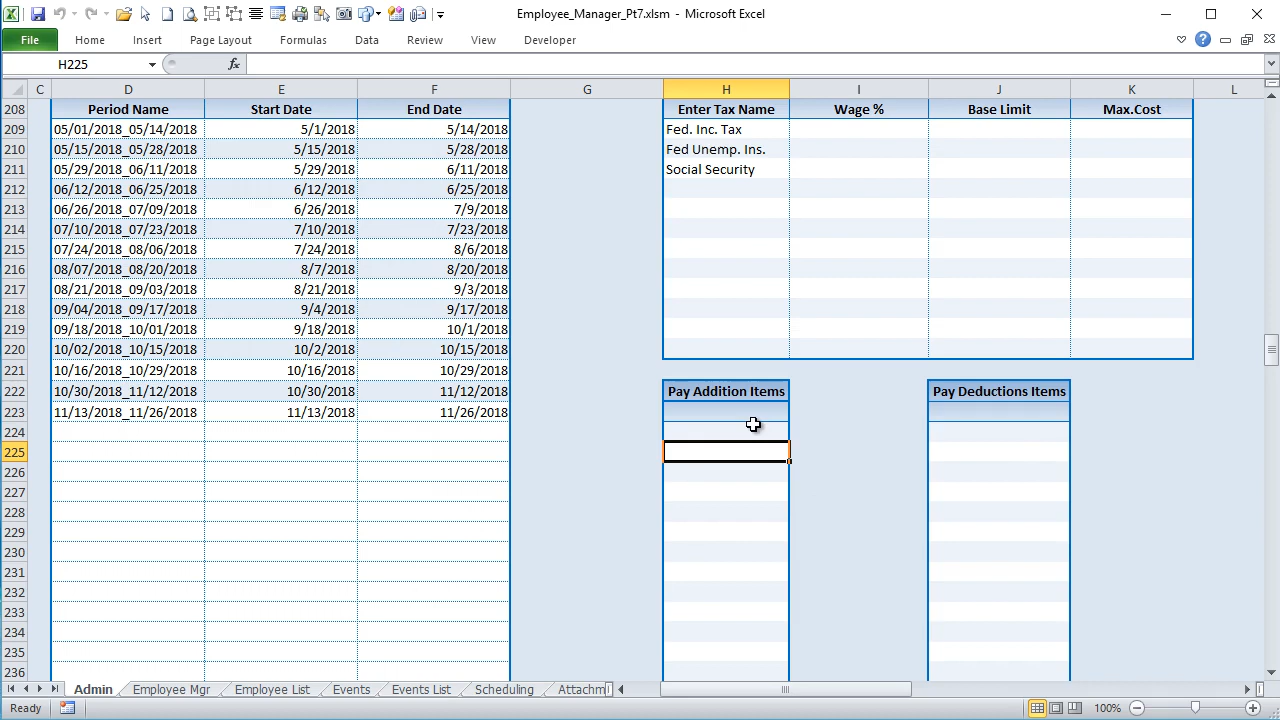 Employee_Manager_Pt7.xlsm - Microsoft Excel
File Home Insert Page Layout Formulas Data Review View Developer
H225 fx
C D E F G H I J K L
208 Period Name Start Date End Date Enter Tax Name Wage % Base Limit Max.Cost
209 05/01/2018_05/14/2018 5/1/2018 5/14/2018 Fed. Inc. Tax
210 05/15/2018_05/28/2018 5/15/2018 5/28/2018 Fed Unemp. Ins.
211 05/29/2018_06/11/2018 5/29/2018 6/11/2018 Social Security
212 06/12/2018_06/25/2018 6/12/2018 6/25/2018
213 06/26/2018_07/09/2018 6/26/2018 7/9/2018
214 07/10/2018_07/23/2018 7/10/2018 7/23/2018
215 07/24/2018_08/06/2018 7/24/2018 8/6/2018
216 08/07/2018_08/20/2018 8/7/2018 8/20/2018
217 08/21/2018_09/03/2018 8/21/2018 9/3/2018
218 09/04/2018_09/17/2018 9/4/2018 9/17/2018
219 09/18/2018_10/01/2018 9/18/2018 10/1/2018
220 10/02/2018_10/15/2018 10/2/2018 10/15/2018
221 10/16/2018_10/29/2018 10/16/2018 10/29/2018
222 10/30/2018_11/12/2018 10/30/2018 11/12/2018 Pay Addition Items Pay Deductions Items
223 11/13/2018_11/26/2018 11/13/2018 11/26/2018
224
225
226
227
228
229
230
231
232
233
234
235
236
Admin Employee Mgr Employee List Events Events List Scheduling Attachm
Ready 100%